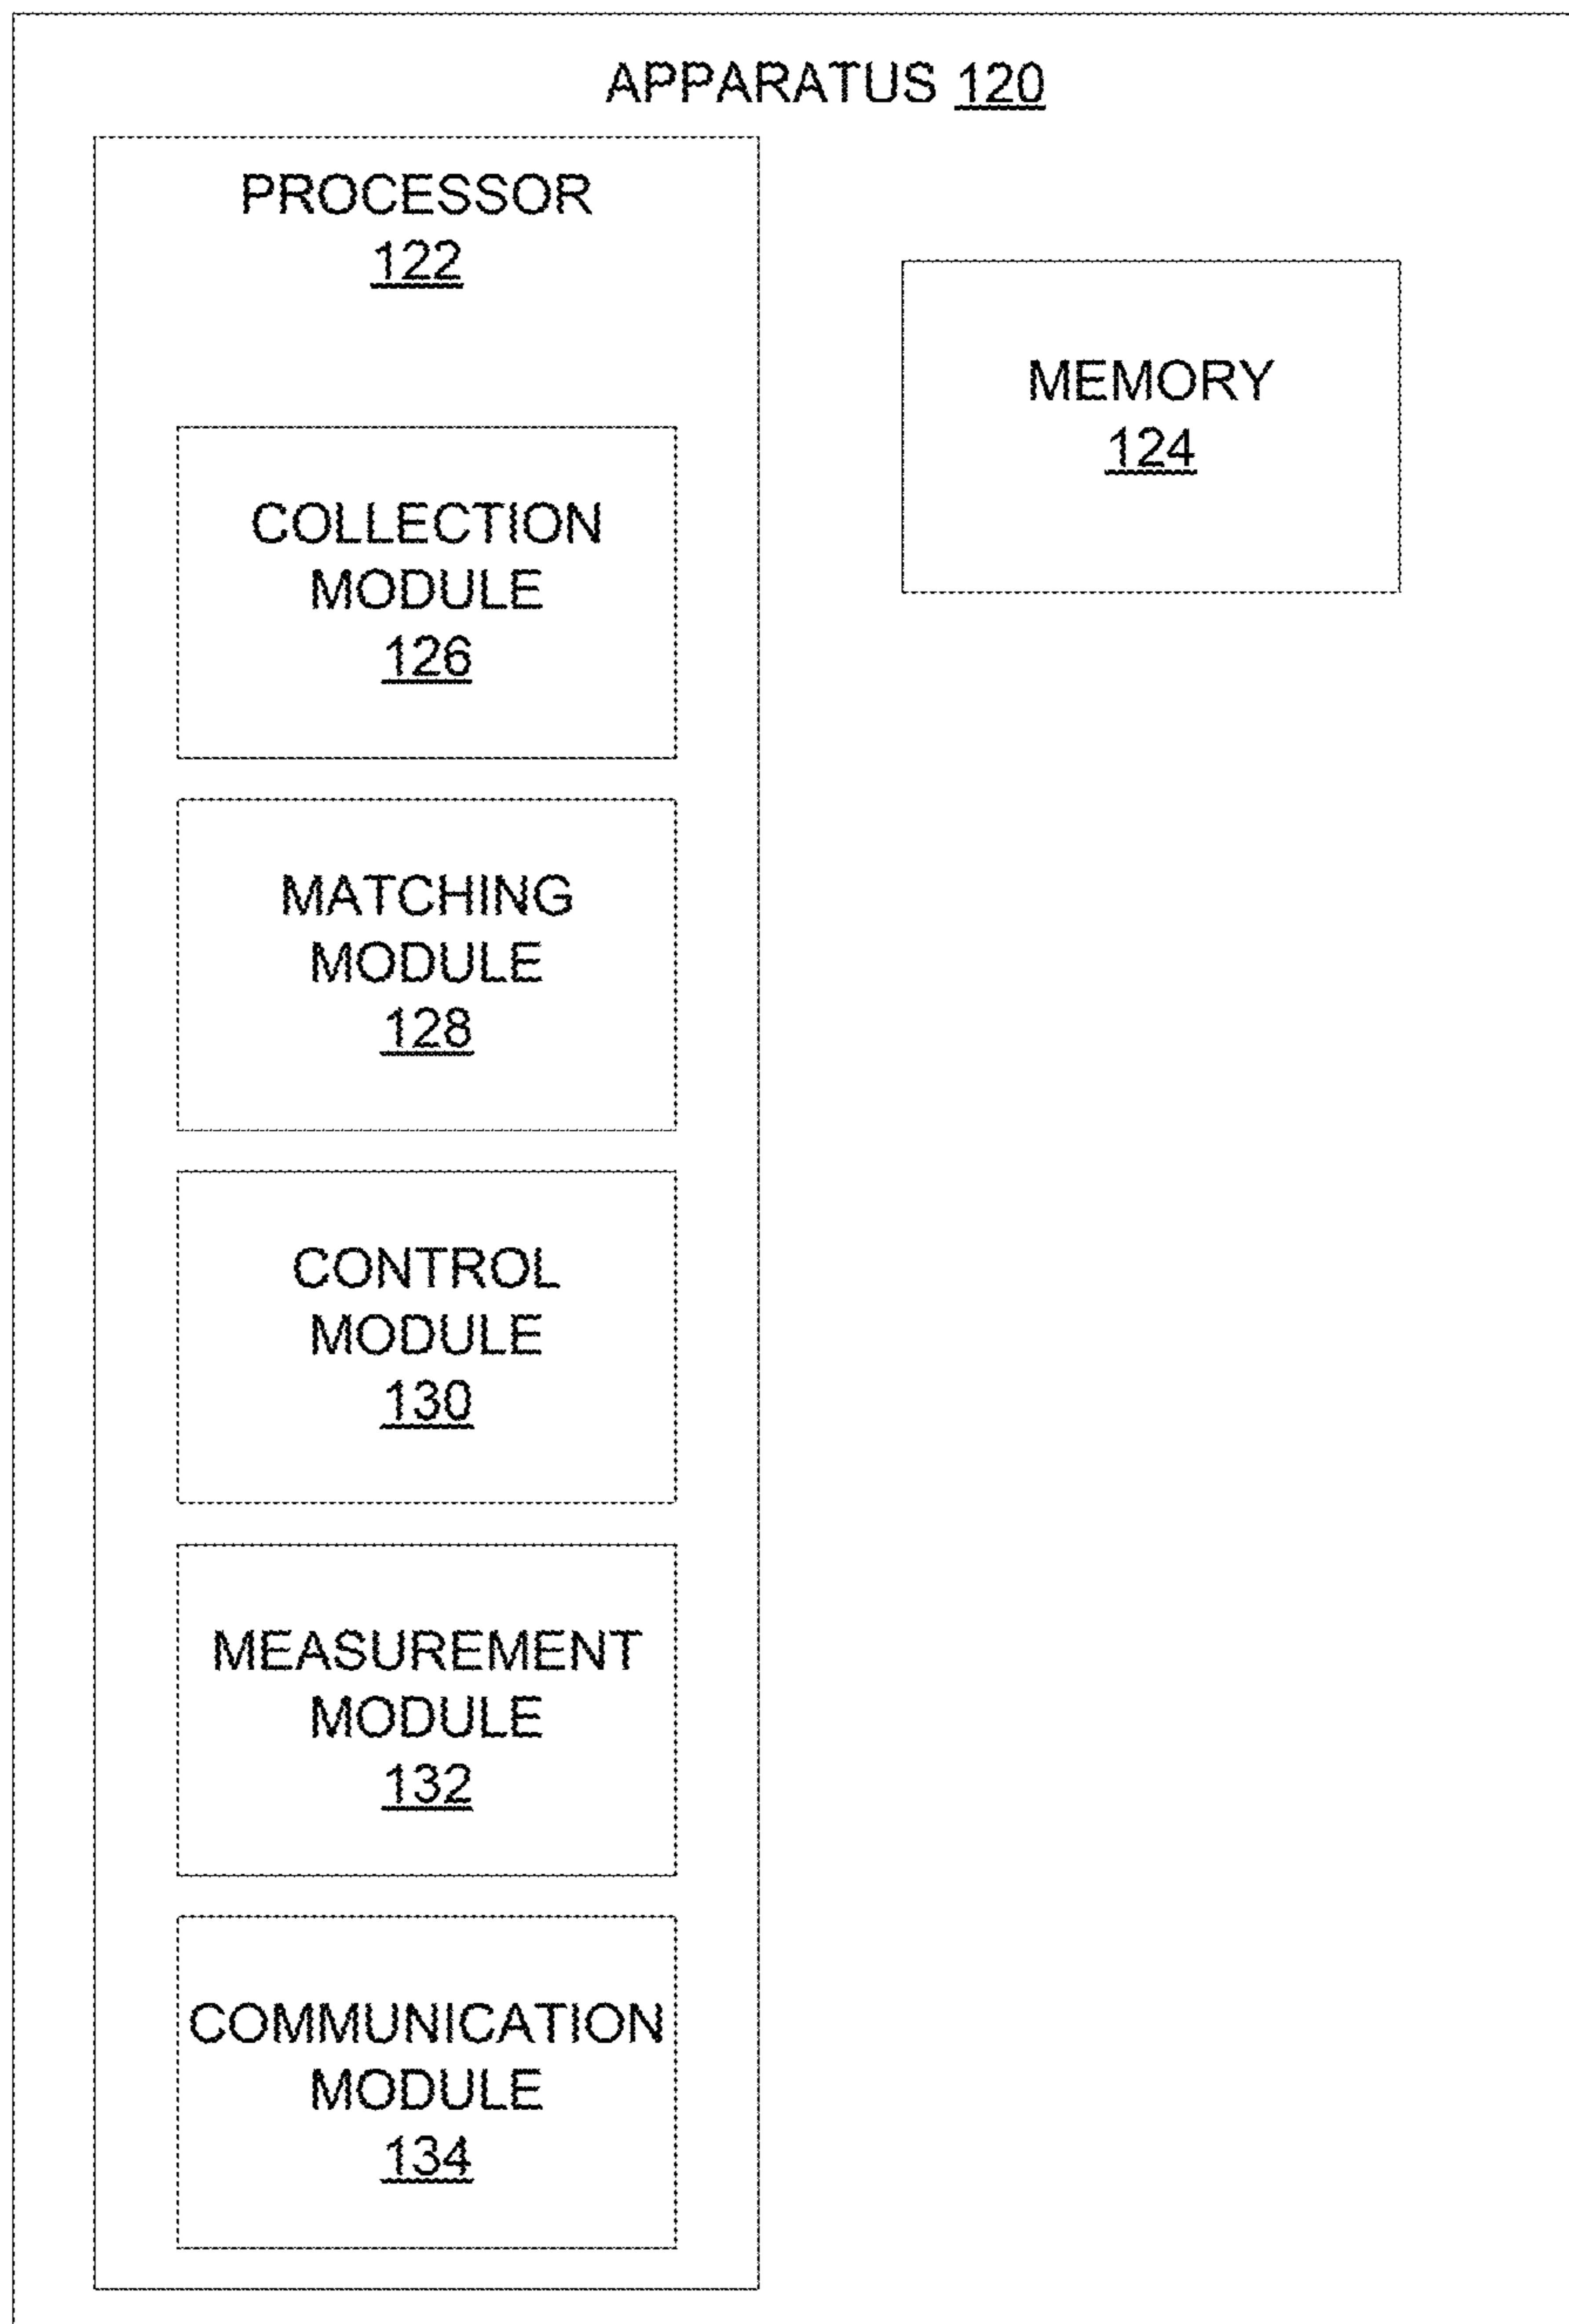 APPARATUS 120
PROCESSOR
122
MEMORY
124
COLLECTION
MODULE
126
MATCHING
MODULE
128
CONTROL
MODULE
130
MEASUREMENT
MODULE
132
COMMUNICATION
MODULE
134